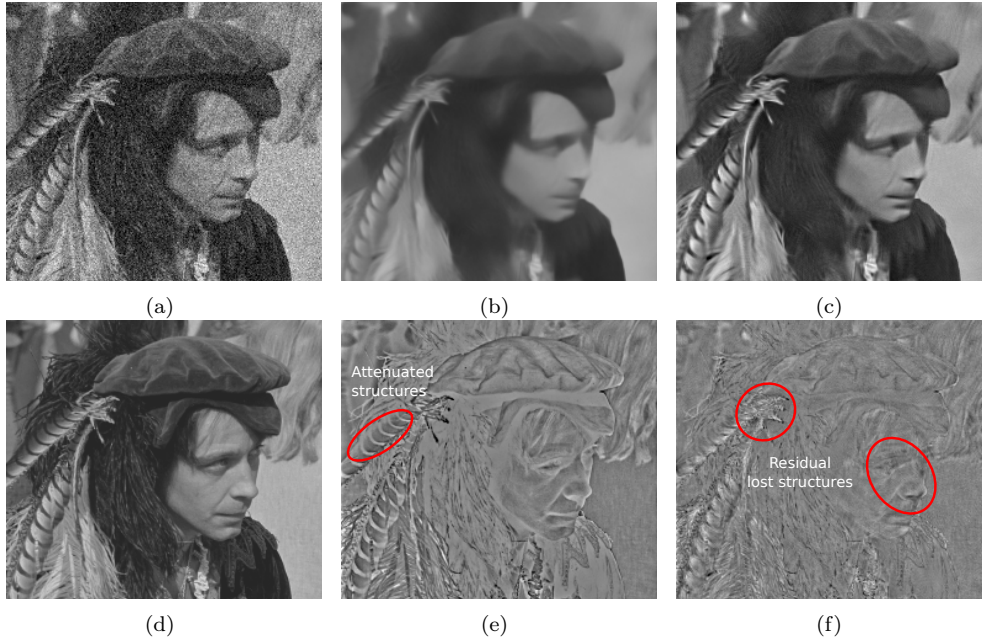 (a)
(b)
(c)
Attenuated
structures
Residual
lost structures
(d)
(e)
(f)